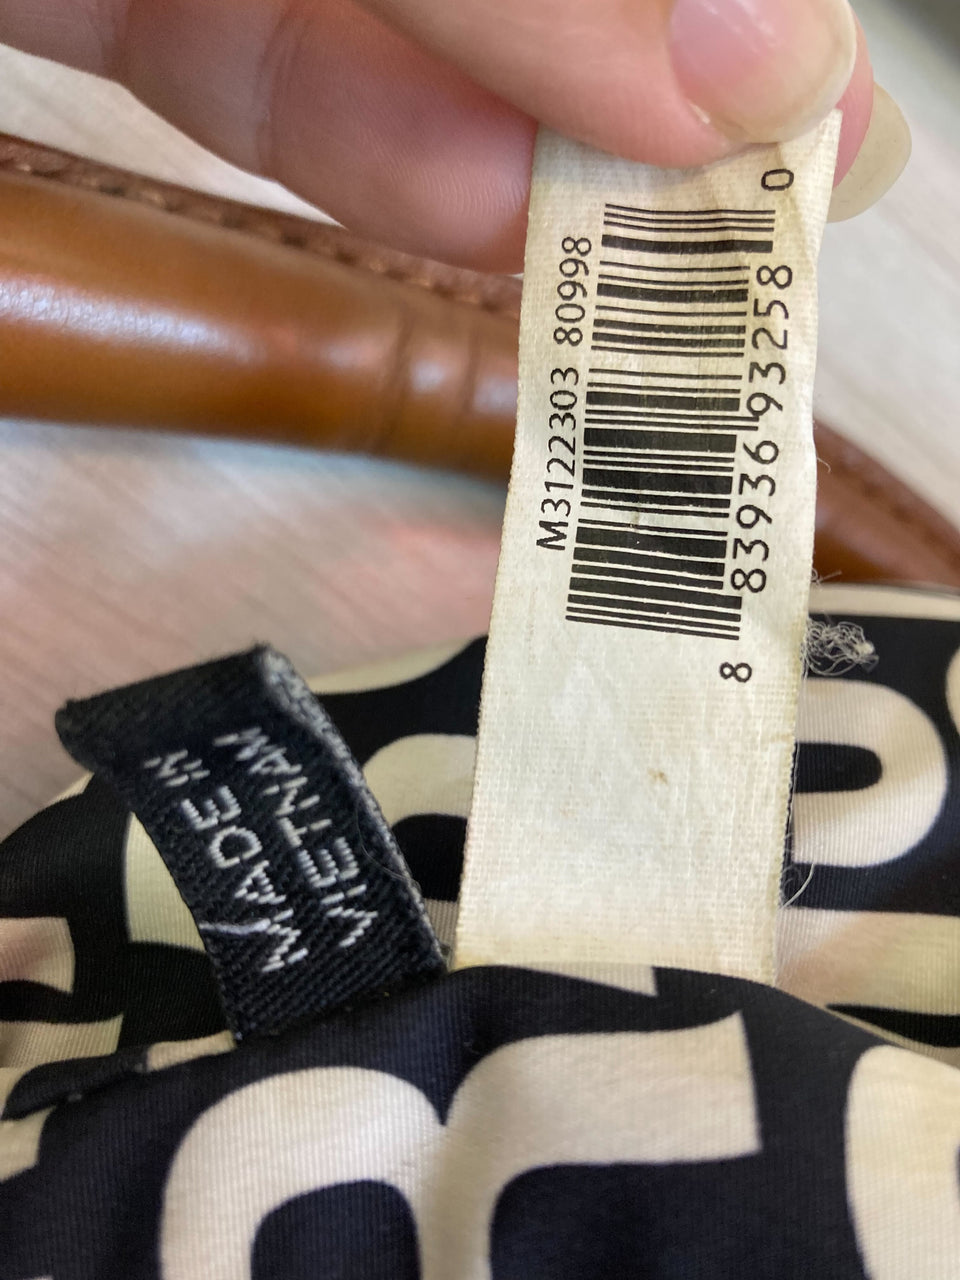 M3122303 80998
8 83936 93258 0
MADE IN
VIETNAM